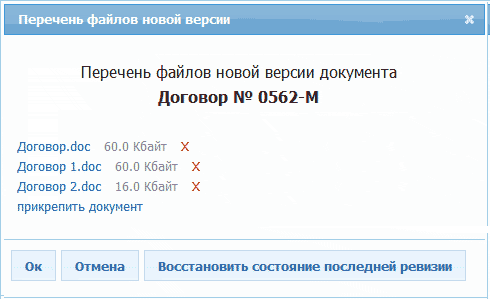 Перечень файлов новой версии
Перечень файлов новой версии документа
Договор № 0562-М
Договор.doc 60.0 Кбайт X
Договор 1.doc 60.0 Кбайт X
Договор 2.doc 16.0 Кбайт X
прикрепить документ
Ок Отмена Восстановить состояние последней ревизии